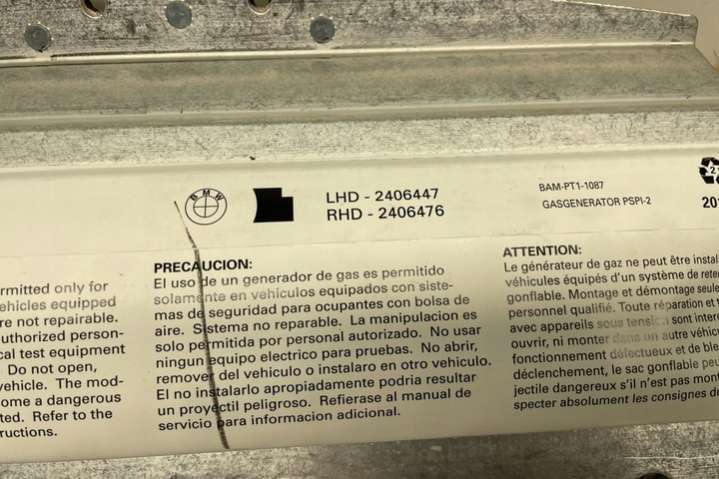 BMW
LHD - 2406447
RHD - 2406476
BAM-PT1-1087
GASGENERATOR PSPI-2
2
201
rmitted only for
ehicles equipped
re not repairable.
uthorized person-
cal test equipment
Do not open,
vehicle. The mod-
ome a dangerous
ted. Refer to the
ructions.
PRECAUCION:
El uso de un generador de gas es permitido
solamente en vehiculos equipados con siste-
mas de seguridad para ocupantes con bolsa de
aire. Sistema no reparable. La manipulacion es
solo permitida por personal autorizado. No usar
ningun equipo electrico para pruebas. No abrir,
remover del vehiculo o instalaro en otro vehiculo.
El no instalarlo apropiadamente podria resultar
un proyectil peligroso. Refierase al manual de
servicio para informacion adicional.
ATTENTION:
Le générateur de gaz ne peut être instal
véhicules équipés d'un système de reten
gonflable. Montage et démontage seule
personnel qualifié. Toute réparation et
avec appareils sous tension sont interd
ouvrir, ni monter dans un autre véhicu
fonctionnement défectueux et de ble
déclenchement, le sac gonflable peu
jectile dangereux s'il n'est pas mont
specter absolument les consignes du